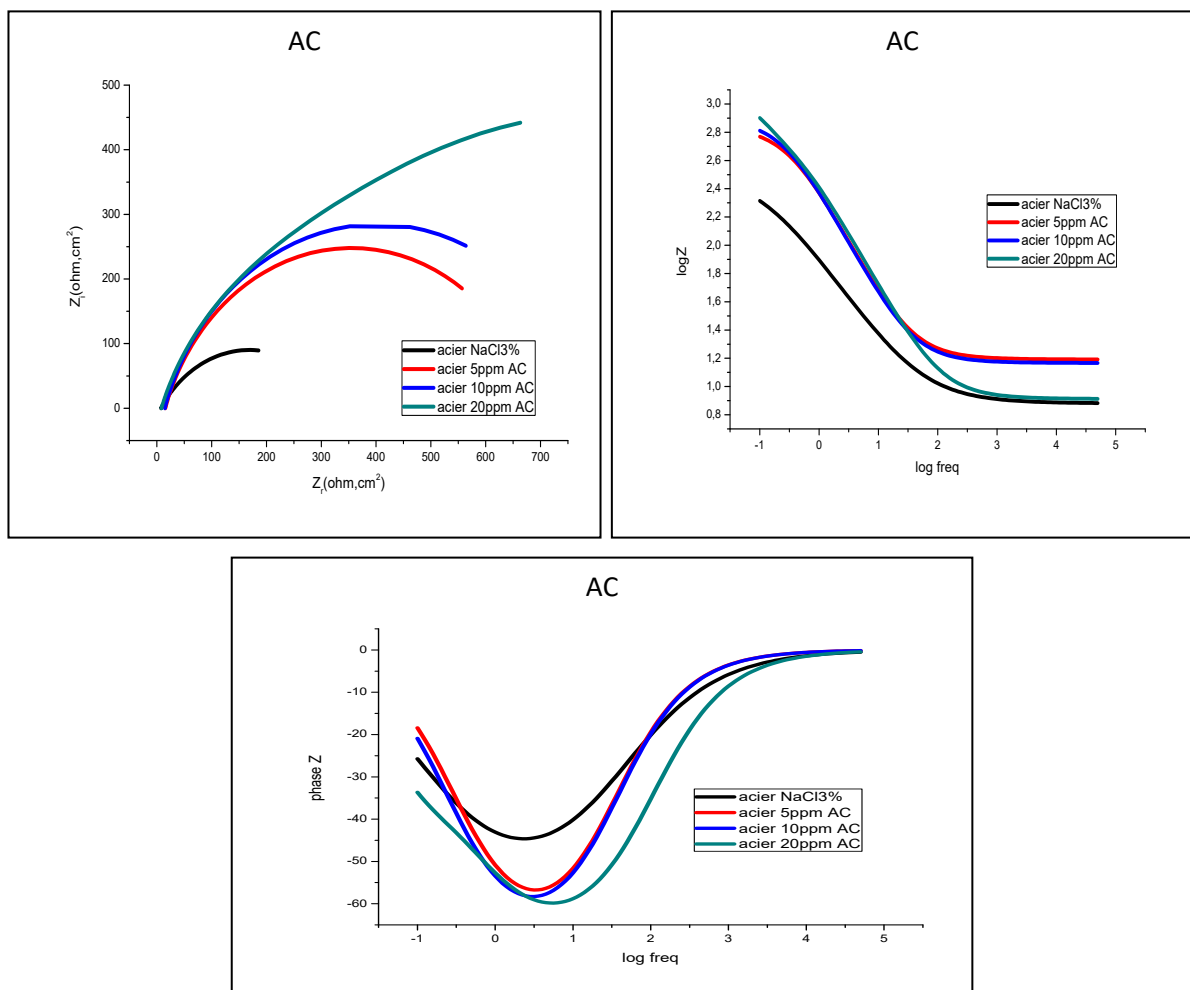 AC
500
400
300
200
100
0
Zi(ohm,cm²)
0 100 200 300 400 500 600 700
Zr(ohm,cm²)
acier NaCl3%
acier 5ppm AC
acier 10ppm AC
acier 20ppm AC
AC
3,0
2,8
2,6
2,4
2,2
2,0
1,8
1,6
1,4
1,2
1,0
0,8
logZ
-1 0 1 2 3 4 5
log freq
acier NaCl3%
acier 5ppm AC
acier 10ppm AC
acier 20ppm AC
AC
0
-10
-20
-30
-40
-50
-60
phase Z
-1 0 1 2 3 4 5
log freq
acier NaCl3%
acier 5ppm AC
acier 10ppm AC
acier 20ppm AC